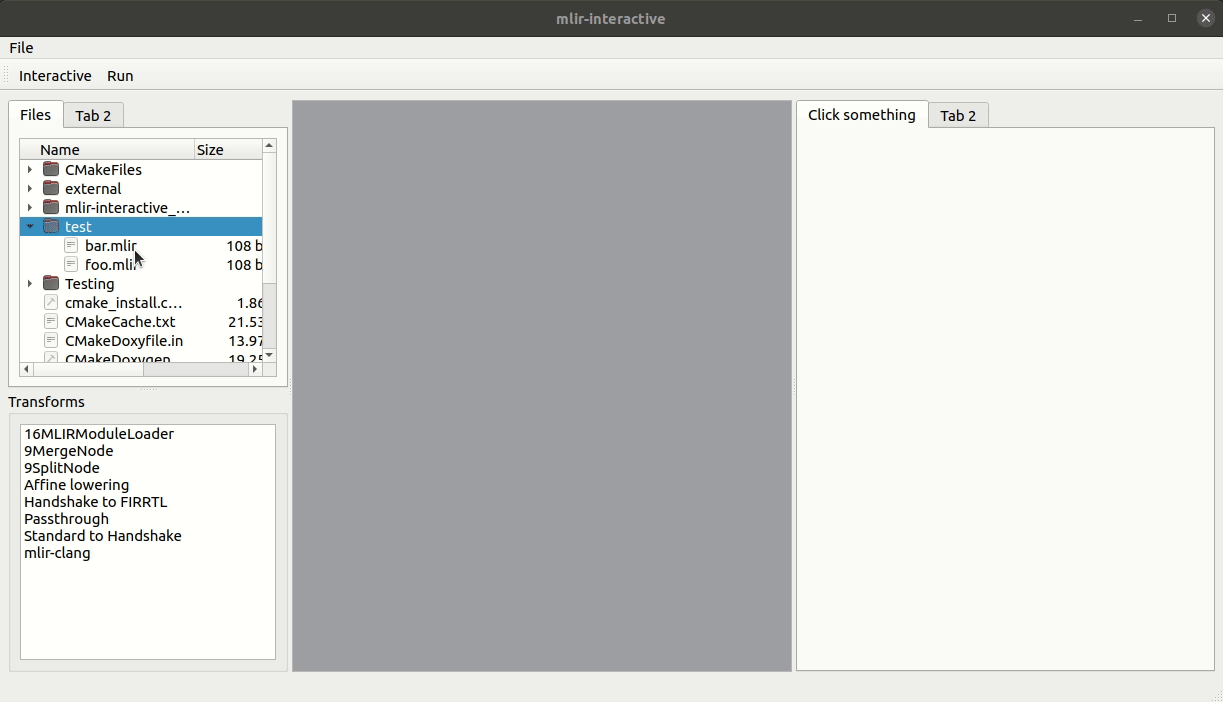 mlir-interactive
File
Interactive Run
Files Tab 2
Name Size
CMakeFiles
external
mlir-interactive_...
test
bar.mlir 108 b
foo.mlir 108 b
Testing
cmake_install.c... 1.86
CMakeCache.txt 21.53
CMakeDoxyfile.in 13.97
CMakeDoxygen 19.25
Transforms
16MLIRModuleLoader
9MergeNode
9SplitNode
Affine lowering
Handshake to FIRRTL
Passthrough
Standard to Handshake
mlir-clang
Click something Tab 2